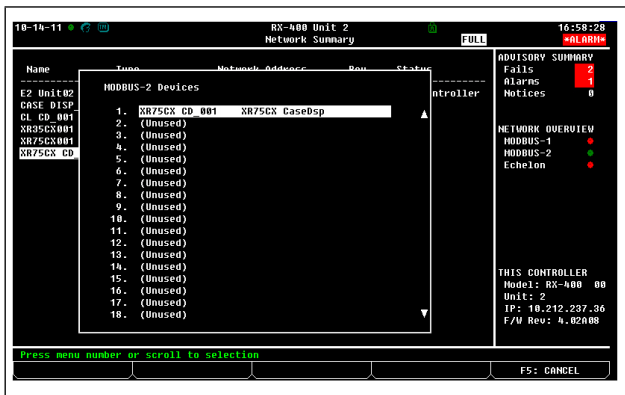 10-14-11
RX-400 Unit 2
16:58:28
Network Summary
FULL
*ALARM*
Name Type Network Address Rev Status
E2 Unit02
ntroller
CASE DISP
CL CD_001
XR35CX001
XR75CX001
XR75CX CD
MODBUS-2 Devices
1. XR75CX CD_001 XR75CX CaseDsp
2. (Unused)
3. (Unused)
4. (Unused)
5. (Unused)
6. (Unused)
7. (Unused)
8. (Unused)
9. (Unused)
10. (Unused)
11. (Unused)
12. (Unused)
13. (Unused)
14. (Unused)
15. (Unused)
16. (Unused)
17. (Unused)
18. (Unused)
ADVISORY SUMMARY
Fails 2
Alarms 1
Notices 0
NETWORK OVERVIEW
MODBUS-1
MODBUS-2
Echelon
THIS CONTROLLER
Model: RX-400 00
Unit: 2
IP: 10.212.237.36
F/W Rev: 4.02A08
Press menu number or scroll to selection
F5: CANCEL